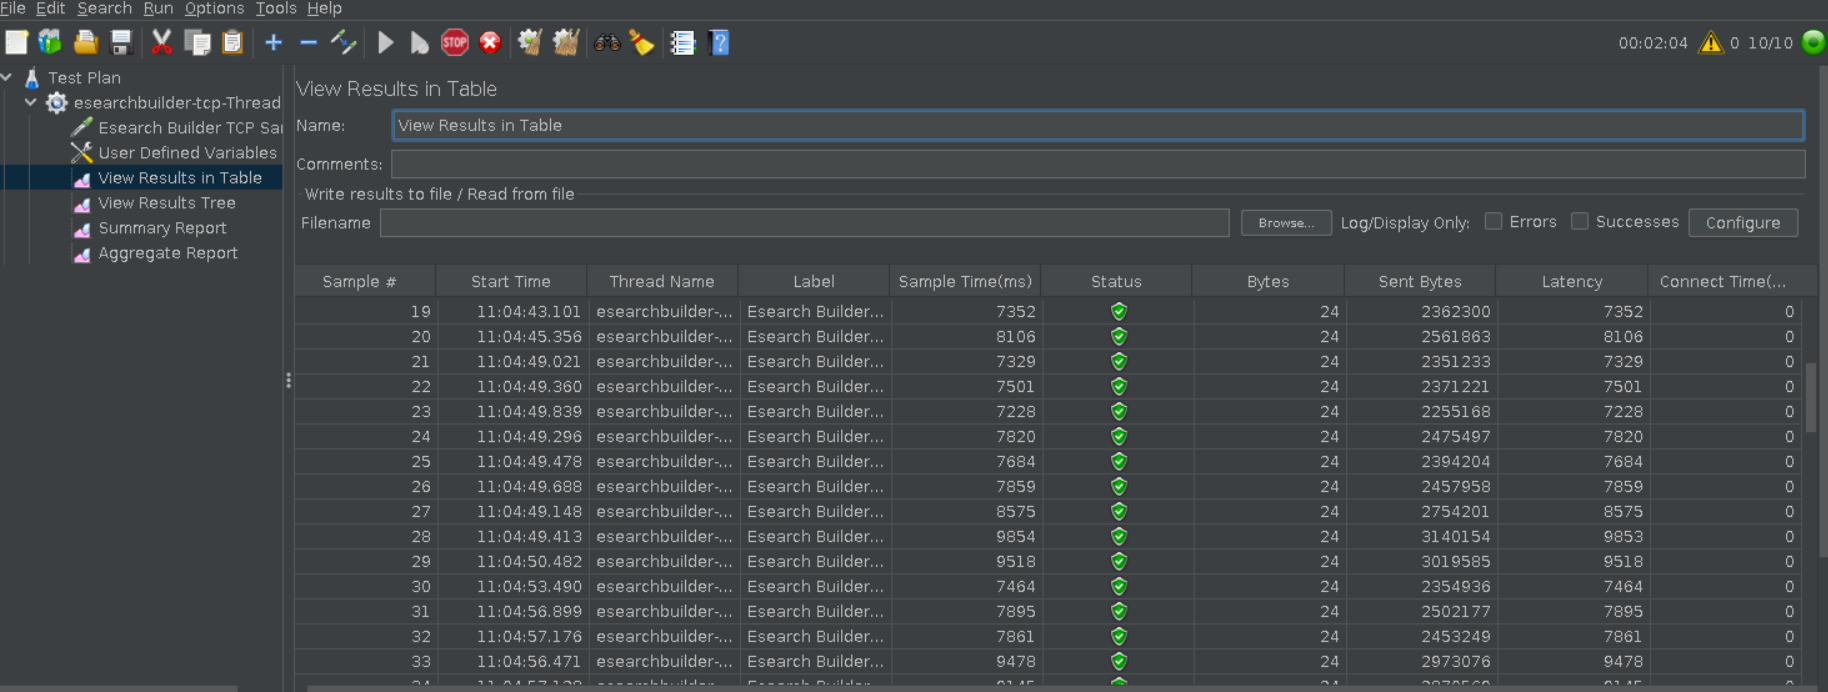 File Edit Search Run Options Tools Help
STOP ? 00:02:04 0 10/10
Test Plan
esearchbuilder-tcp-Thread
Esearch Builder TCP Sa
User Defined Variables
View Results in Table
View Results Tree
Summary Report
Aggregate Report
View Results in Table
Name: View Results in Table
Comments:
Write results to file / Read from file
Filename Browse... Log/Display Only: Errors Successes Configure
Sample # Start Time Thread Name Label Sample Time(ms) Status Bytes Sent Bytes Latency Connect Time(...
19 11:04:43.101 esearchbuilder-... Esearch Builder... 7352 24 2362300 7352 0
20 11:04:45.356 esearchbuilder-... Esearch Builder... 8106 24 2561863 8106 0
21 11:04:49.021 esearchbuilder-... Esearch Builder... 7329 24 2351233 7329 0
22 11:04:49.360 esearchbuilder-... Esearch Builder... 7501 24 2371221 7501 0
23 11:04:49.839 esearchbuilder-... Esearch Builder... 7228 24 2255168 7228 0
24 11:04:49.296 esearchbuilder-... Esearch Builder... 7820 24 2475497 7820 0
25 11:04:49.478 esearchbuilder-... Esearch Builder... 7684 24 2394204 7684 0
26 11:04:49.688 esearchbuilder-... Esearch Builder... 7859 24 2457958 7859 0
27 11:04:49.148 esearchbuilder-... Esearch Builder... 8575 24 2754201 8575 0
28 11:04:49.413 esearchbuilder-... Esearch Builder... 9854 24 3140154 9853 0
29 11:04:50.482 esearchbuilder-... Esearch Builder... 9518 24 3019585 9518 0
30 11:04:53.490 esearchbuilder-... Esearch Builder... 7464 24 2354936 7464 0
31 11:04:56.899 esearchbuilder-... Esearch Builder... 7895 24 2502177 7895 0
32 11:04:57.176 esearchbuilder-... Esearch Builder... 7861 24 2453249 7861 0
33 11:04:56.471 esearchbuilder-... Esearch Builder... 9478 24 2973076 9478 0